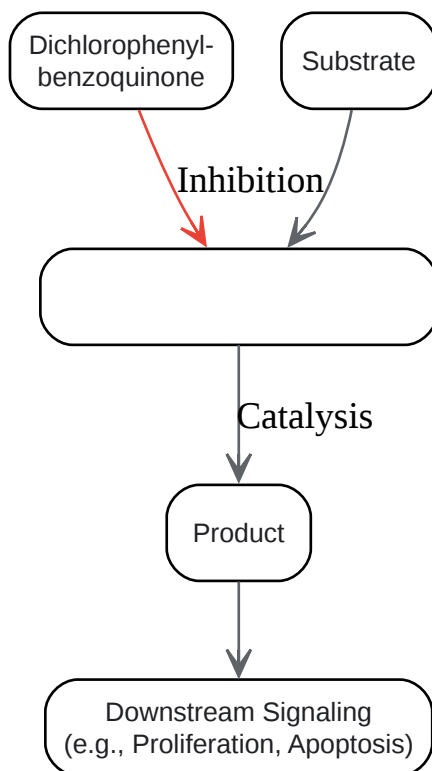 Dichlorophenyl-
benzoquinone
Substrate
Inhibition
Catalysis
Product
Downstream Signaling
(e.g., Proliferation, Apoptosis)